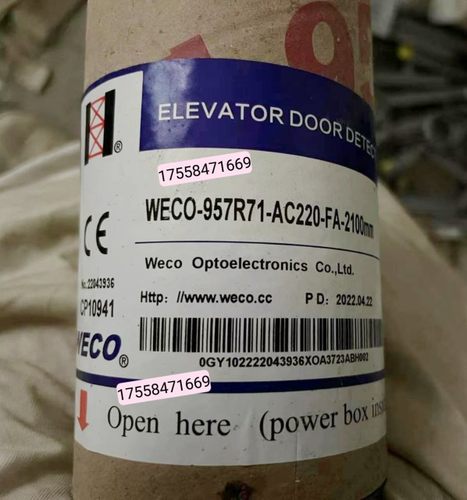 ELEVATOR DOOR DETEC
17558471669
WECO-957R71-AC220-FA-2100mm
Weco Optoelectronics Co.,Ltd.
Http: //www.weco.cc PD: 2022.04.22
No: 22043936
CP10941
CE
®
WECO®
0GY102222043936XOA3723ABH002
17558471669
Open here (power box ins